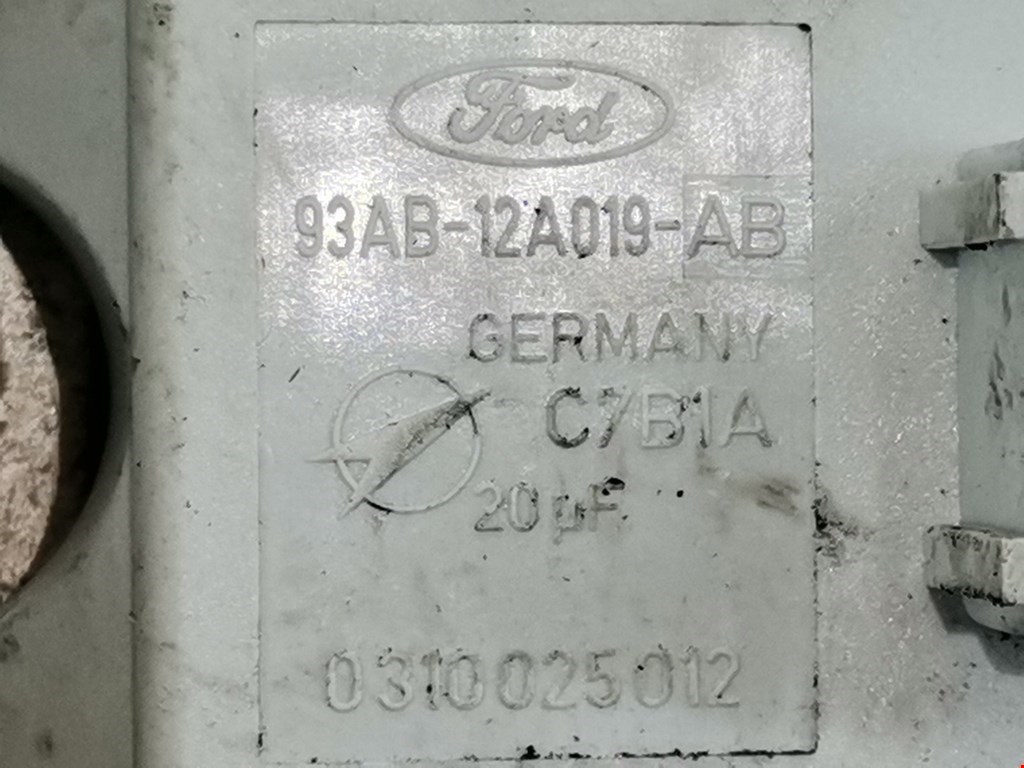 Ford
93AB-12A019-AB
GERMANY
C7B1A
20 µF
0310025012